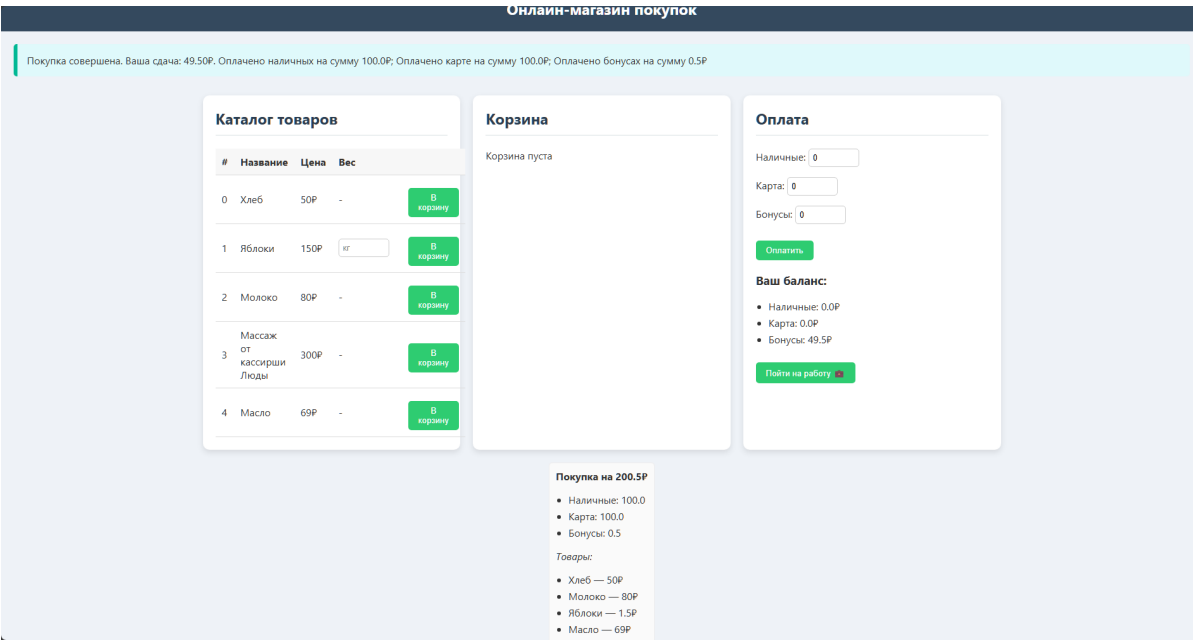 Онлайн-магазин покупок
Покупка совершена. Ваша сдача: 49.50₽. Оплачено наличных на сумму 100.0₽; Оплачено карте на сумму 100.0₽; Оплачено бонусах на сумму 0.5₽
Каталог товаров
# Название Цена Вес
0 Хлеб 50₽ - В корзину
1 Яблоки 150₽ кг В корзину
2 Молоко 80₽ - В корзину
3 Массаж от кассирши Люды 300₽ - В корзину
4 Масло 69₽ - В корзину
Корзина
Корзина пуста
Оплата
Наличные: 0
Карта: 0
Бонусы: 0
Оплатить
Ваш баланс:
Наличные: 0.0₽
Карта: 0.0₽
Бонусы: 49.5₽
Пойти на работу
Покупка на 200.5₽
Наличные: 100.0
Карта: 100.0
Бонусы: 0.5
Товары:
Хлеб — 50₽
Молоко — 80₽
Яблоки — 1.5₽
Масло — 69₽